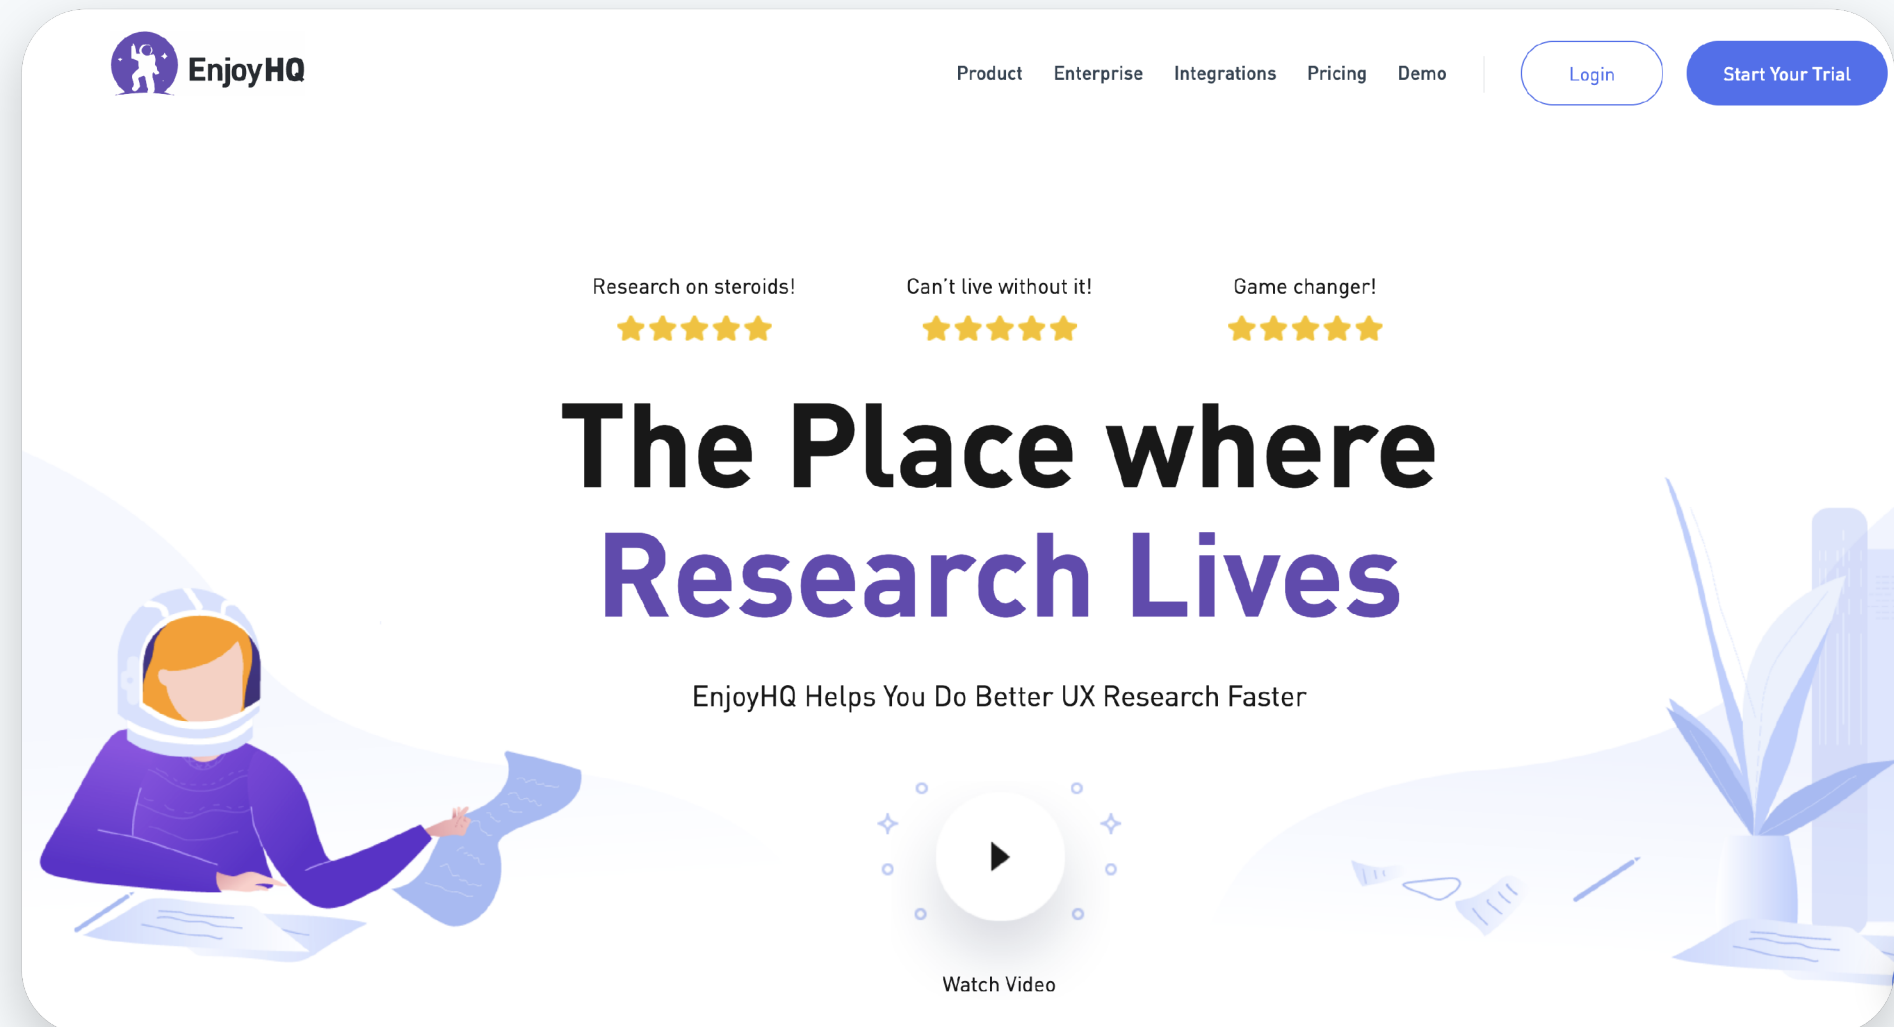 EnjoyHQ
Product Enterprise Integrations Pricing Demo Login Start Your Trial
Research on steroids! Can't live without it! Game changer!
The Place where
Research Lives
EnjoyHQ Helps You Do Better UX Research Faster
Watch Video